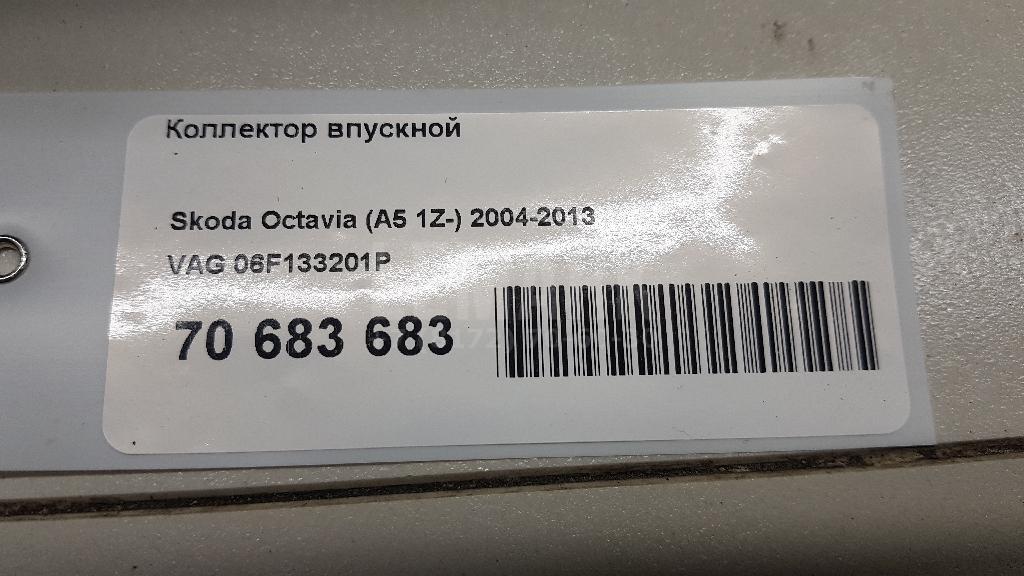 Коллектор впускной
Skoda Octavia (A5 1Z-) 2004-2013
VAG 06F133201P
70 683 683